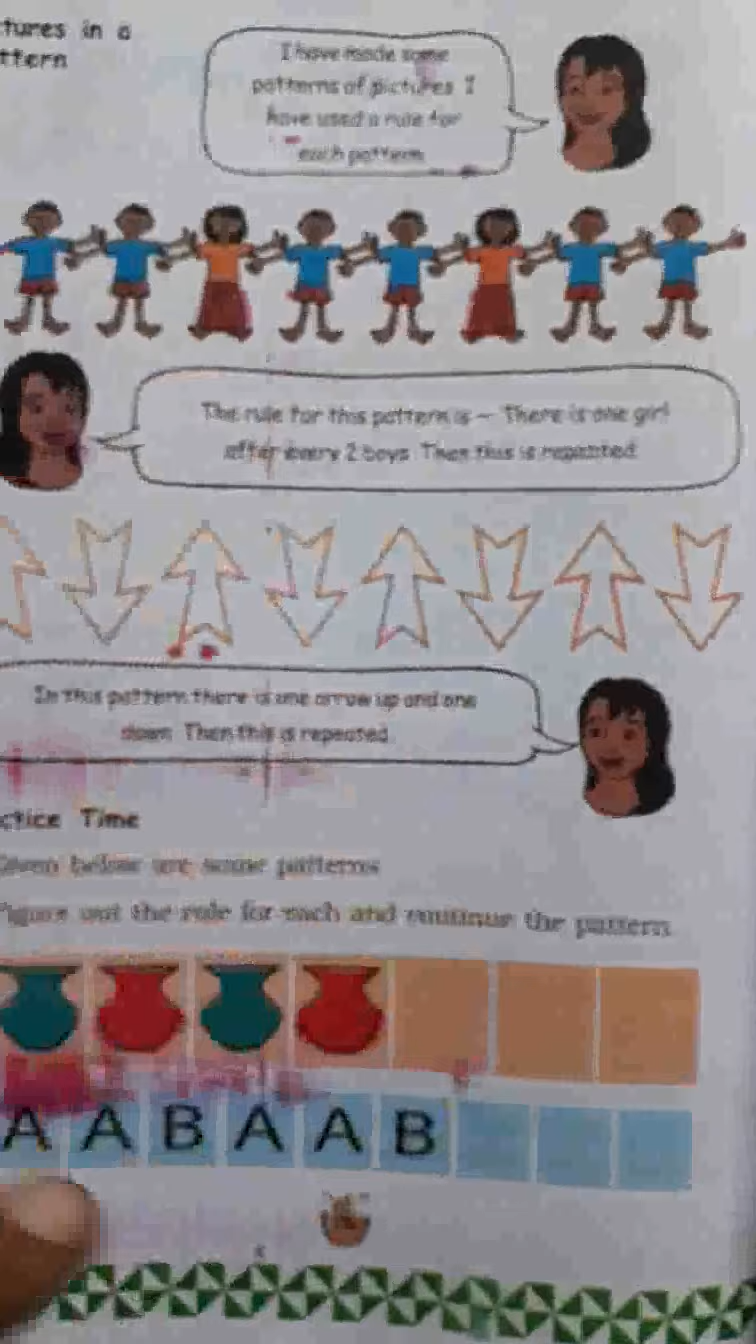 tures in a
ttern
I have made some
patterns of pictures. I
have used a rule for
each pattern.
The rule for this pattern is — There is one girl
after every 2 boys. Then this is repeated.
In this pattern there is one arrow up and one
down. Then this is repeated.
ctice Time
Given below are some patterns
Figure out the rule for each and continue the pattern
A A B A A B